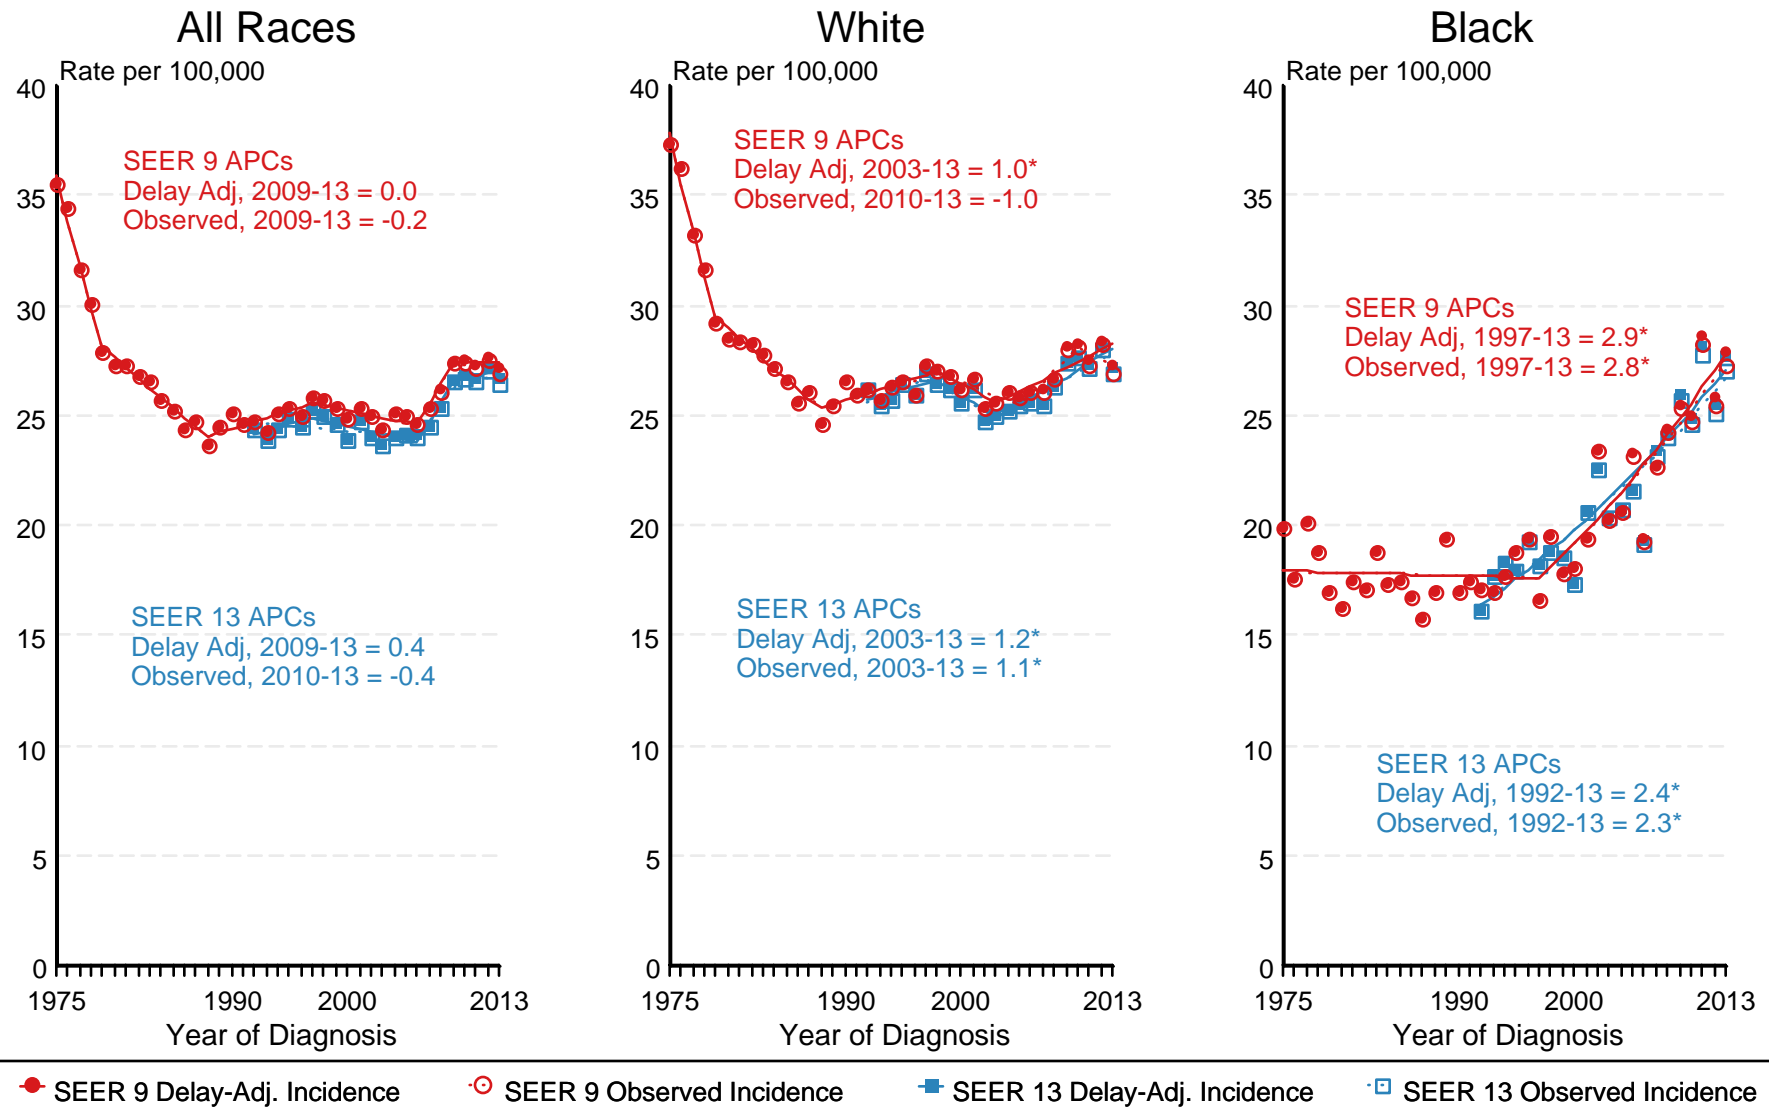 All Races
Rate per 100,000
40
35
30
25
20
15
10
5
0
SEER 9 APCs
Delay Adj, 2009-13 = 0.0
Observed, 2009-13 = -0.2
SEER 13 APCs
Delay Adj, 2009-13 = 0.4
Observed, 2010-13 = -0.4
1975 1990 2000 2013
Year of Diagnosis
White
Rate per 100,000
40
35
30
25
20
15
10
5
0
SEER 9 APCs
Delay Adj, 2003-13 = 1.0*
Observed, 2010-13 = -1.0
SEER 13 APCs
Delay Adj, 2003-13 = 1.2*
Observed, 2003-13 = 1.1*
1975 1990 2000 2013
Year of Diagnosis
Black
Rate per 100,000
40
35
30
25
20
15
10
5
0
SEER 9 APCs
Delay Adj, 1997-13 = 2.9*
Observed, 1997-13 = 2.8*
SEER 13 APCs
Delay Adj, 1992-13 = 2.4*
Observed, 1992-13 = 2.3*
1975 1990 2000 2013
Year of Diagnosis
SEER 9 Delay-Adj. Incidence SEER 9 Observed Incidence SEER 13 Delay-Adj. Incidence SEER 13 Observed Incidence